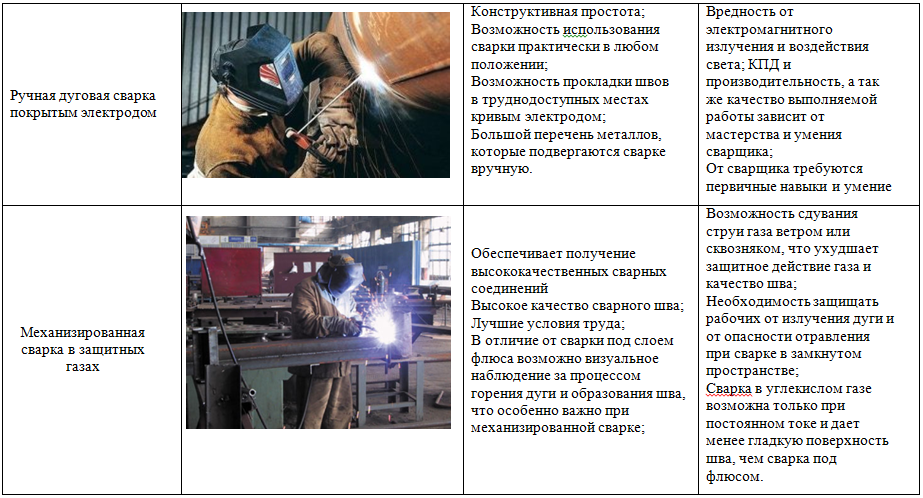 Ручная дуговая сварка
покрытым электродом
Конструктивная простота;
Возможность использования
сварки практически в любом
положении;
Возможность прокладки швов
в труднодоступных местах
кривым электродом;
Большой перечень металлов,
которые подвергаются сварке
вручную.
Вредность от
электромагнитного
излучения и воздействия
света; КПД и
производительность, а так
же качество выполняемой
работы зависит от
мастерства и умения
сварщика;
От сварщика требуются
первичные навыки и умение
Механизированная
сварка в защитных
газах
Обеспечивает получение
высококачественных сварных
соединений
Высокое качество сварного шва;
Лучшие условия труда;
В отличие от сварки под слоем
флюса возможно визуальное
наблюдение за процессом
горения дуги и образования шва,
что особенно важно при
механизированной сварке;
Возможность сдувания
струи газа ветром или
сквозняком, что ухудшает
защитное действие газа и
качество шва;
Необходимость защищать
рабочих от излучения дуги и
от опасности отравления
при сварке в замкнутом
пространстве;
Сварка в углекислом газе
возможна только при
постоянном токе и дает
менее гладкую поверхность
шва, чем сварка под
флюсом.